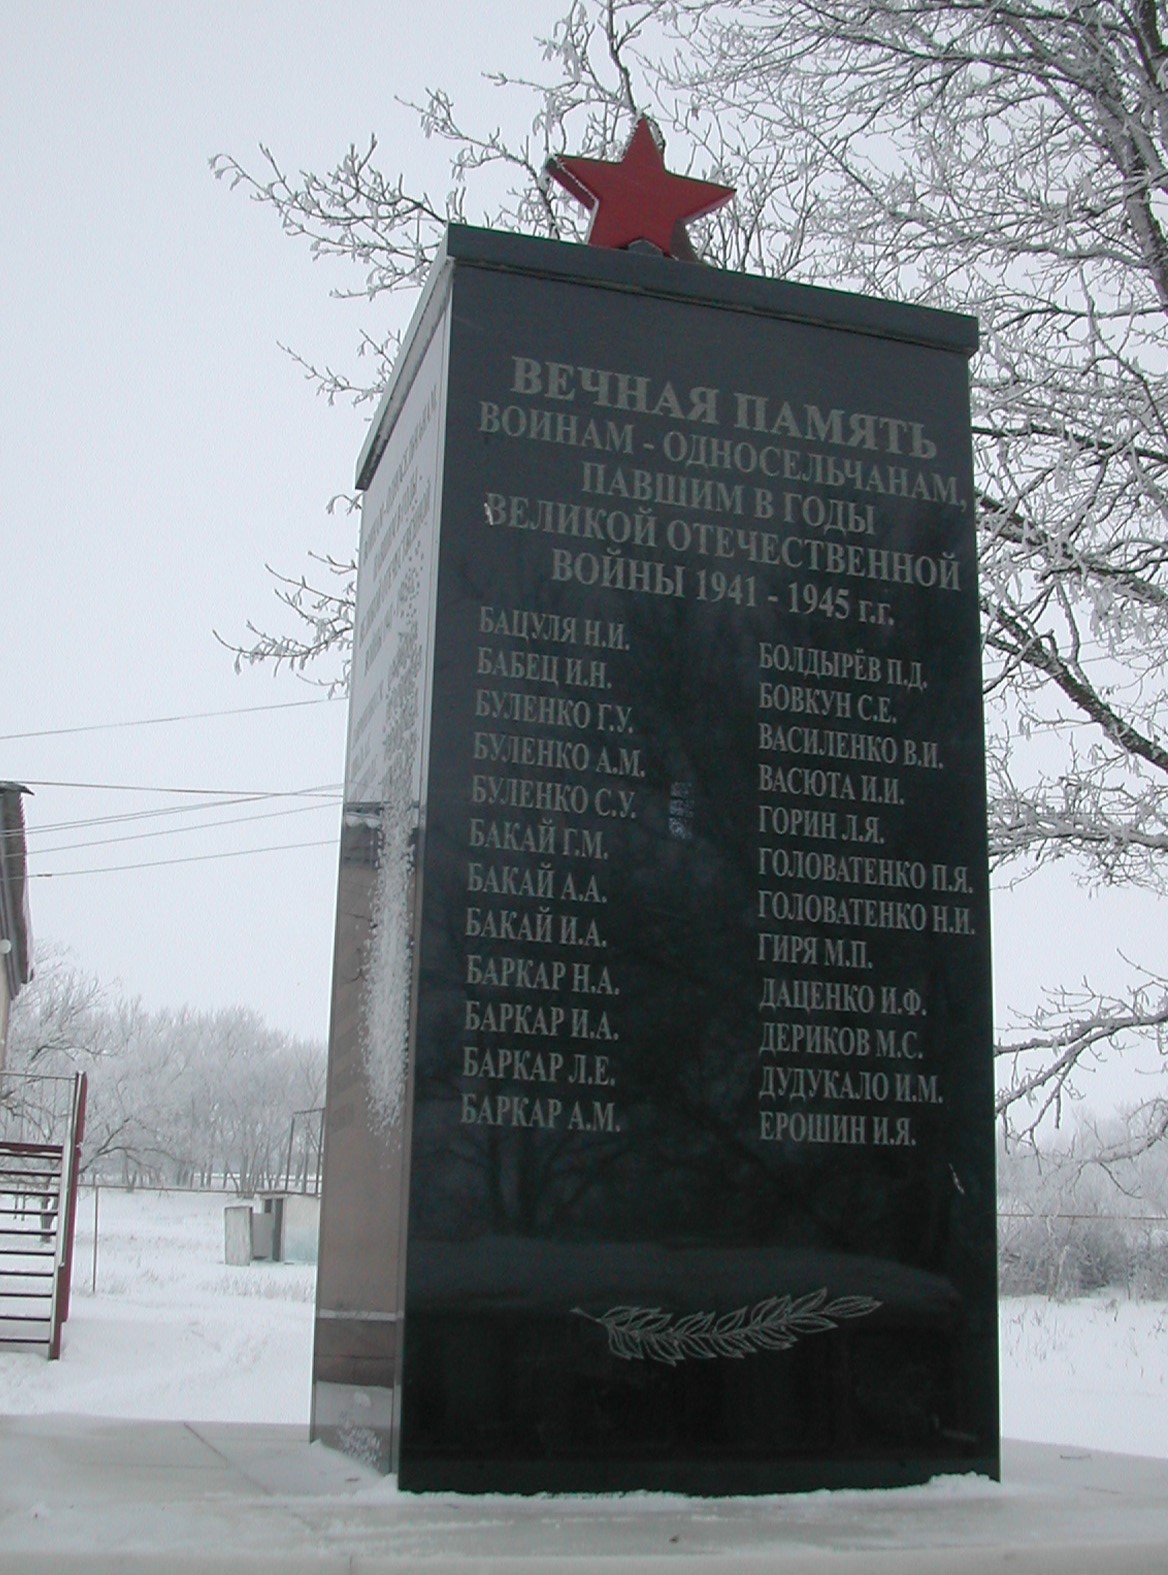 ВЕЧНАЯ ПАМЯТЬ
ВОИНАМ - ОДНОСЕЛЬЧАНАМ,
ПАВШИМ В ГОДЫ
ВЕЛИКОЙ ОТЕЧЕСТВЕННОЙ
ВОЙНЫ 1941 - 1945 г.г.
БАЦУЛЯ Н.И.
БАБЕЦ И.Н.
БУЛЕНКО Г.У.
БУЛЕНКО А.М.
БУЛЕНКО С.У.
БАКАЙ Г.М.
БАКАЙ А.А.
БАКАЙ И.А.
БАРКАР Н.А.
БАРКАР И.А.
БАРКАР Л.Е.
БАРКАР А.М.
БОЛДЫРЁВ П.Д.
БОВКУН С.Е.
ВАСИЛЕНКО В.И.
ВАСЮТА И.И.
ГОРИН Л.Я.
ГОЛОВАТЕНКО П.Я.
ГОЛОВАТЕНКО Н.И.
ГИРЯ М.П.
ДАЦЕНКО И.Ф.
ДЕРИКОВ М.С.
ДУДУКАЛО И.М.
ЕРОШИН И.Я.